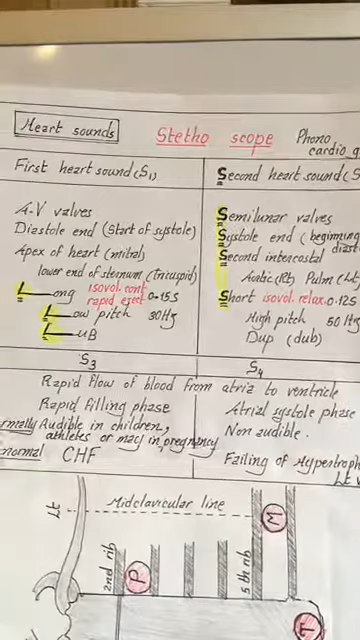 Heart sounds
Stetho scope
Phono
cardio
First heart sound (S1)
Second heart sound (S
A.V valves
Diastole end (Start of systole)
Apex of heart (mitral)
lower end of sternum (tricuspid)
Long isovol. cont
rapid eject 0.15S
Low pitch 30Hz
LUB
Semilunar valves
Systole end (beginning
diast
Second intercostal
Aortic (Rt) Pulm (Lt)
Short isovol. relax. 0.12S
High pitch 50 Hz
Dup (dub)
S3
S4
Rapid flow of blood from atria to ventricle
Rapid filling phase
Atrial systole phase
Audible in children,
athletes or may in pregnancy
Non audible.
normal CHF
Failing of Hypertroph
Lt v
Lt
Midclavicular line
2nd rib
P
5th rib
M
T